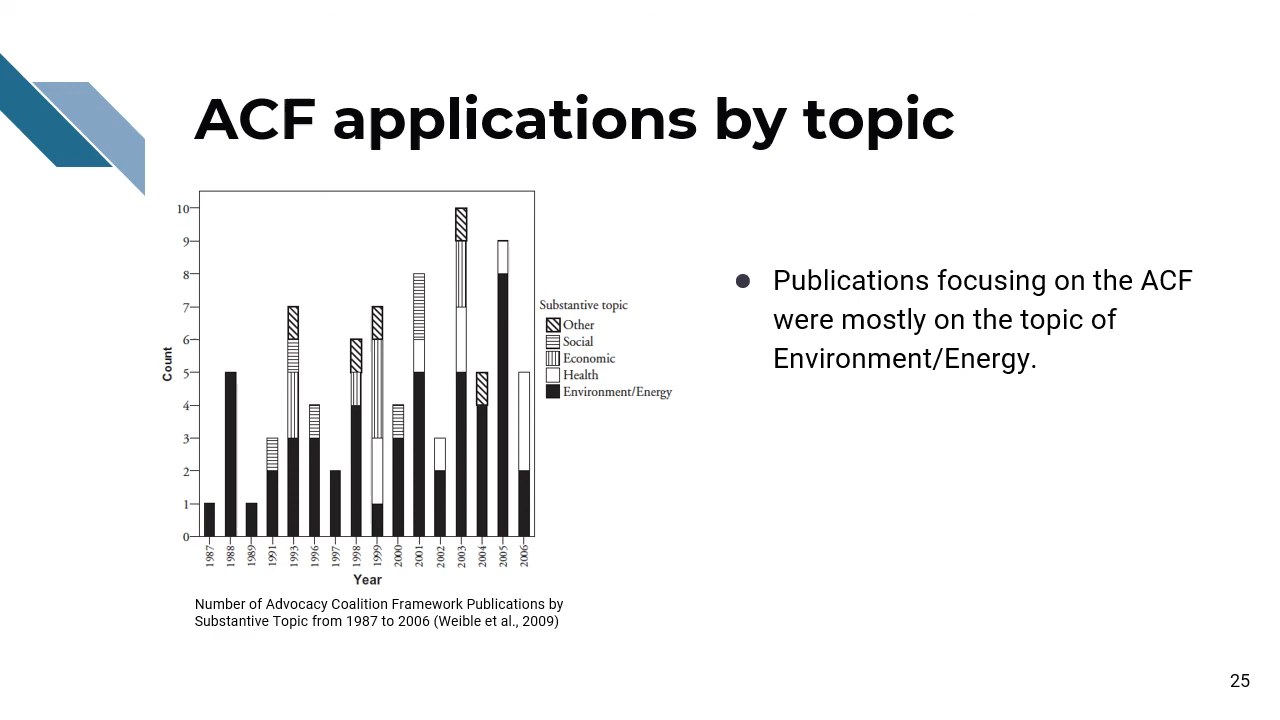 ACF applications by topic
10
9
8
7
6
5
4
3
2
1
0
Count
1987
1988
1989
1991
1993
1996
1997
1998
1999
2000
2001
2002
2003
2004
2005
2006
Year
Substantive topic
Other
Social
Economic
Health
Environment/Energy
Number of Advocacy Coalition Framework Publications by
Substantive Topic from 1987 to 2006 (Weible et al., 2009)
● Publications focusing on the ACF
were mostly on the topic of
Environment/Energy.
25